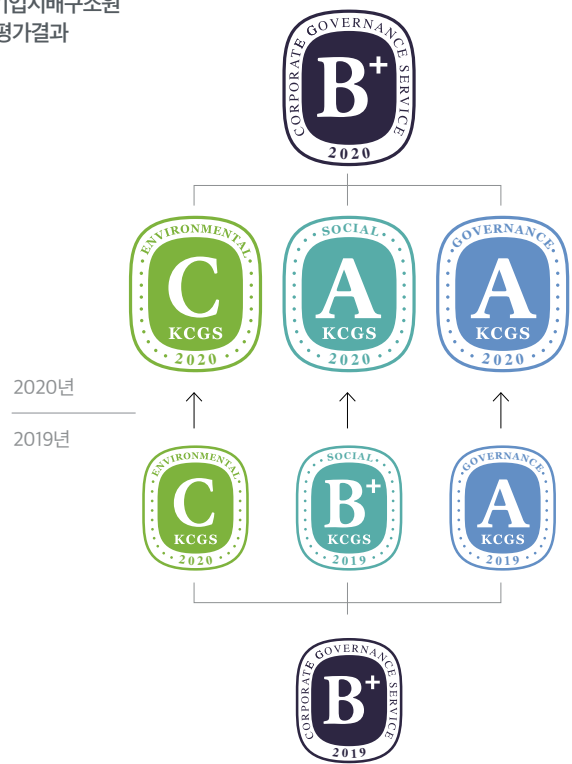 기업지배구조원
평가결과
CORPORATE GOVERNANCE SERVICE
B+
2020
ENVIRONMENTAL
C
KCGS
2020
SOCIAL
A
KCGS
2020
GOVERNANCE
A
KCGS
2020
2020년
2019년
ENVIRONMENTAL
C
KCGS
2020
SOCIAL
B+
KCGS
2019
GOVERNANCE
A
KCGS
2019
CORPORATE GOVERNANCE SERVICE
B+
2019